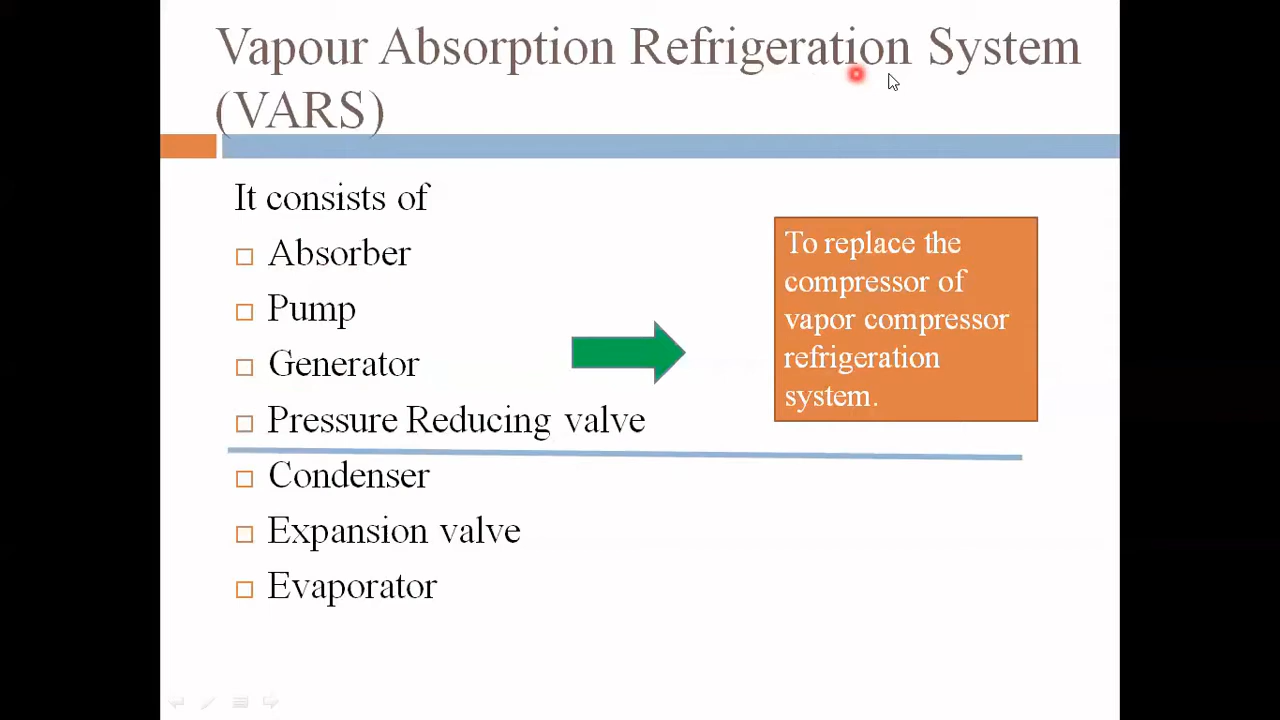 Vapour Absorption Refrigeration System
(VARS)
It consists of
Absorber
Pump
Generator
Pressure Reducing valve
Condenser
Expansion valve
Evaporator
To replace the
compressor of
vapor compressor
refrigeration
system.